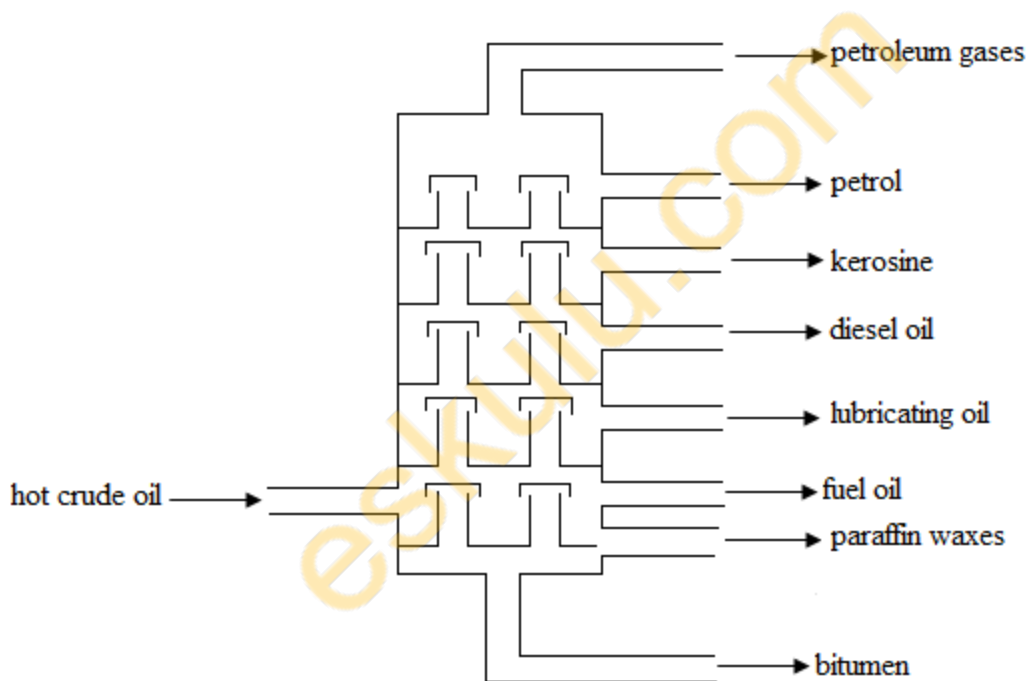 petroleum gases
petrol
kerosine
diesel oil
lubricating oil
hot crude oil
fuel oil
paraffin waxes
bitumen
eskulu.com